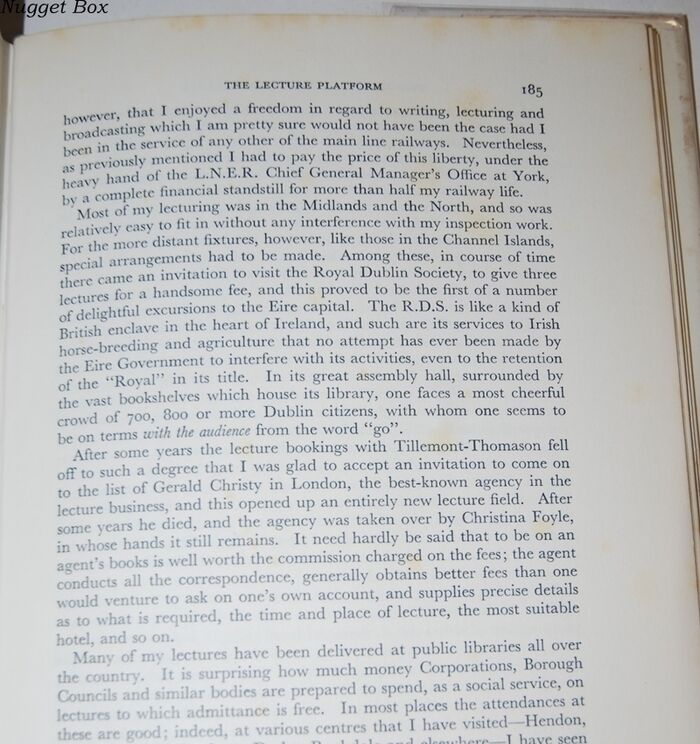 Nugget Box
THE LECTURE PLATFORM 185
however, that I enjoyed a freedom in regard to writing, lecturing and
broadcasting which I am pretty sure would not have been the case had I
been in the service of any other of the main line railways. Nevertheless,
as previously mentioned I had to pay the price of this liberty, under the
heavy hand of the L.N.E.R. Chief General Manager's Office at York,
by a complete financial standstill for more than half my railway life.
Most of my lecturing was in the Midlands and the North, and so was
relatively easy to fit in without any interference with my inspection work.
For the more distant fixtures, however, like those in the Channel Islands,
special arrangements had to be made. Among these, in course of time
there came an invitation to visit the Royal Dublin Society, to give three
lectures for a handsome fee, and this proved to be the first of a number
of delightful excursions to the Eire capital. The R.D.S. is like a kind of
British enclave in the heart of Ireland, and such are its services to Irish
horse-breeding and agriculture that no attempt has ever been made by
the Eire Government to interfere with its activities, even to the retention
of the "Royal" in its title. In its great assembly hall, surrounded by
the vast bookshelves which house its library, one faces a most cheerful
crowd of 700, 800 or more Dublin citizens, with whom one seems to
be on terms with the audience from the word "go".
After some years the lecture bookings with Tillemont-Thomason fell
off to such a degree that I was glad to accept an invitation to come on
to the list of Gerald Christy in London, the best-known agency in the
lecture business, and this opened up an entirely new lecture field. After
some years he died, and the agency was taken over by Christina Foyle,
in whose hands it still remains. It need hardly be said that to be on an
agent's books is well worth the commission charged on the fees; the agent
conducts all the correspondence, generally obtains better fees than one
would venture to ask on one's own account, and supplies precise details
as to what is required, the time and place of lecture, the most suitable
hotel, and so on.
Many of my lectures have been delivered at public libraries all over
the country. It is surprising how much money Corporations, Borough
Councils and similar bodies are prepared to spend, as a social service, on
lectures to which admittance is free. In most places the attendances at
these are good; indeed, at various centres that I have visited—Hendon,
elsewhere—I have seen